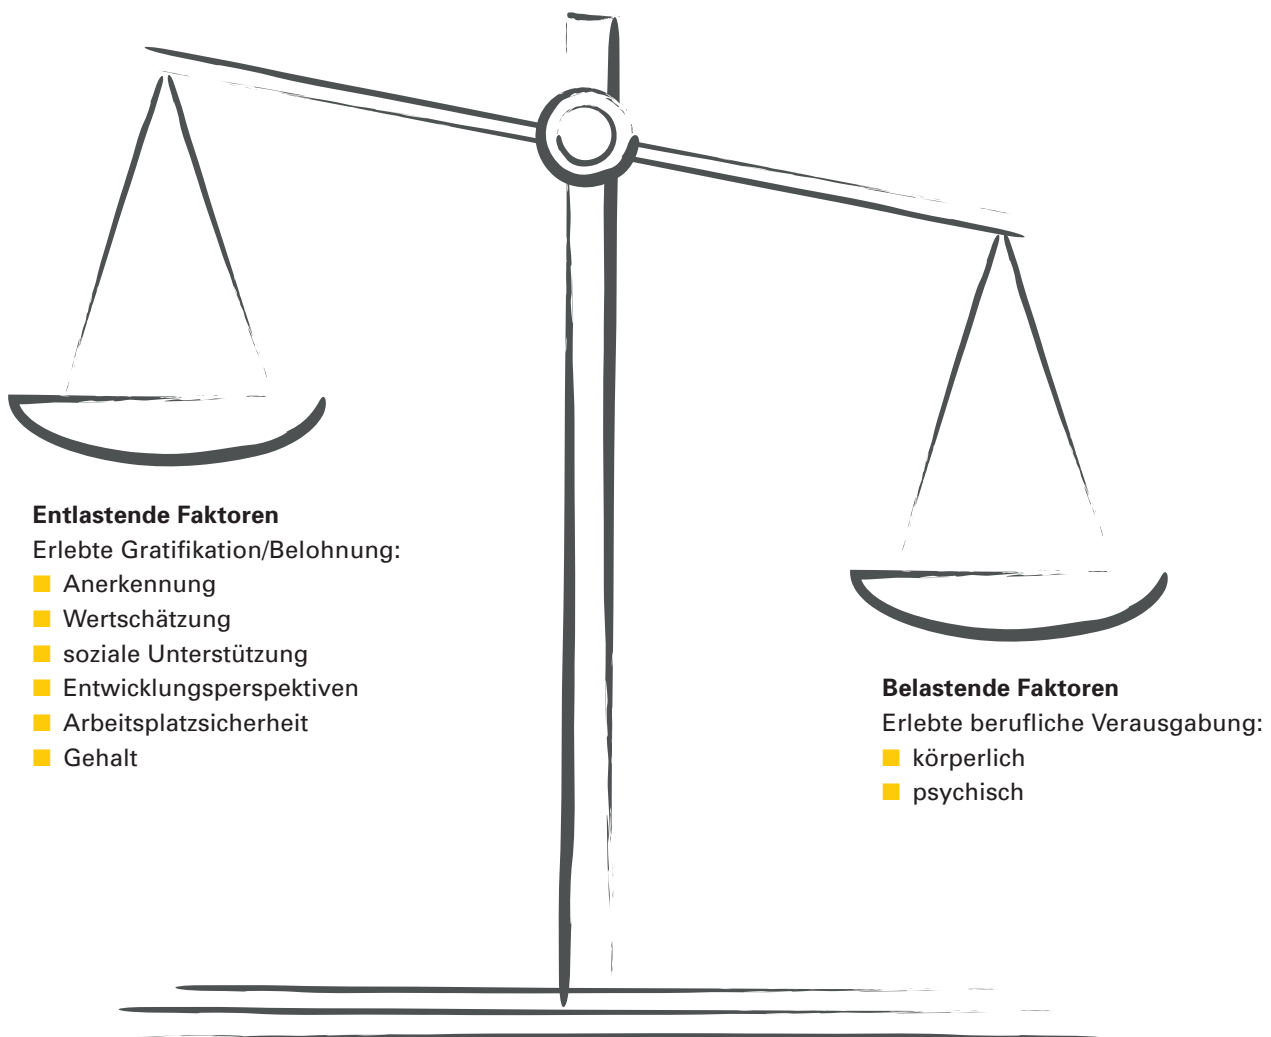 Entlastende Faktoren
Erlebte Gratifikation/Belohnung:
Anerkennung
Wertschätzung
soziale Unterstützung
Entwicklungsperspektiven
Arbeitsplatzsicherheit
Gehalt
Belastende Faktoren
Erlebte berufliche Verausgabung:
körperlich
psychisch